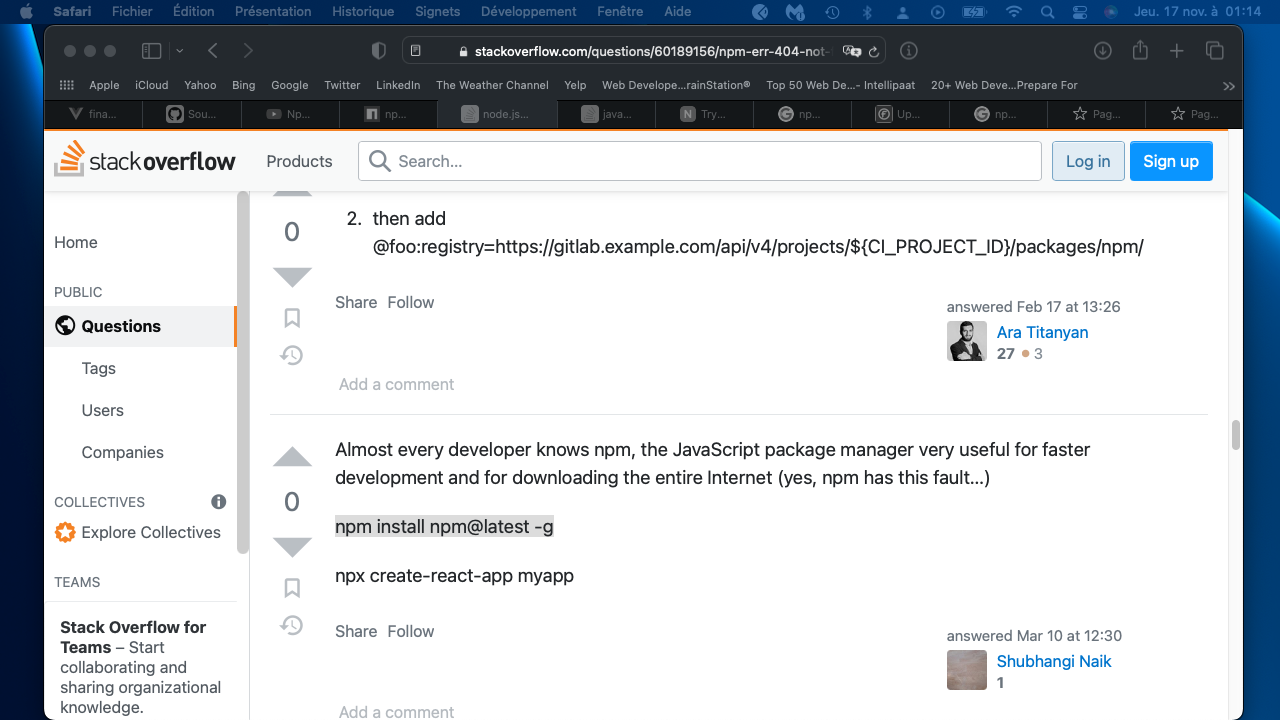 Safari Fichier Édition Présentation Historique Signets Développement Fenêtre Aide Jeu. 17 nov. à 01:14
stackoverflow.com/questions/60189156/npm-err-404-not-
Apple iCloud Yahoo Bing Google Twitter LinkedIn The Weather Channel Yelp Web Develope...rainStation® Top 50 Web De...- Intellipaat 20+ Web Deve...Prepare For
fina... Sou... Np... np... node.js... java... Try... np... Up... np... Pag... Pag...
stackoverflow Products Search... Log in Sign up
Home
PUBLIC
Questions
Tags
Users
Companies
COLLECTIVES
Explore Collectives
TEAMS
Stack Overflow for
Teams – Start
collaborating and
sharing organizational
knowledge.
0
2. then add
@foo:registry=https://gitlab.example.com/api/v4/projects/${CI_PROJECT_ID}/packages/npm/
Share Follow
answered Feb 17 at 13:26
Ara Titanyan
27 3
Add a comment
0
Almost every developer knows npm, the JavaScript package manager very useful for faster
development and for downloading the entire Internet (yes, npm has this fault...)
npm install npm@latest -g
npx create-react-app myapp
Share Follow
answered Mar 10 at 12:30
Shubhangi Naik
1
Add a comment